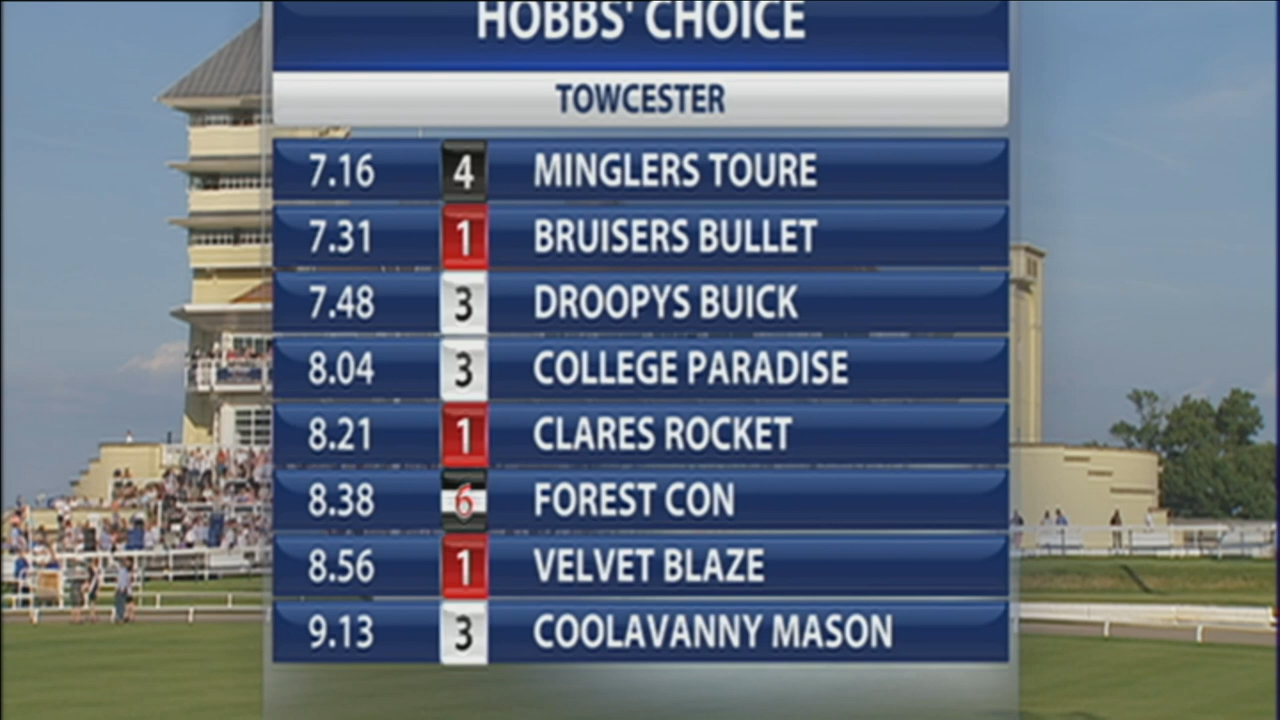 HOBBS' CHOICE
TOWCESTER
7.16 4 MINGLERS TOURE
7.31 1 BRUISERS BULLET
7.48 3 DROOPYS BUICK
8.04 3 COLLEGE PARADISE
8.21 1 CLARES ROCKET
8.38 6 FOREST CON
8.56 1 VELVET BLAZE
9.13 3 COOLAVANNY MASON